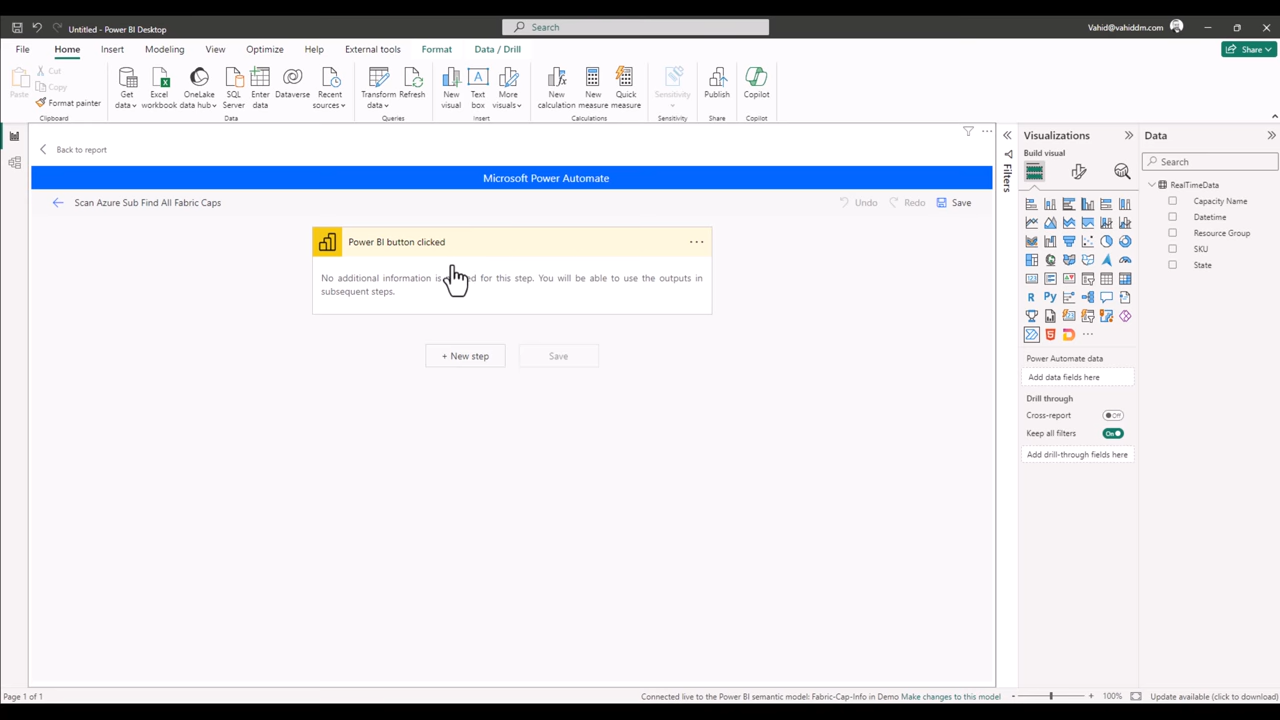 Untitled - Power BI Desktop
Search
Vahid@vahiddm.com
File
Home
Insert
Modeling
View
Optimize
Help
External tools
Format
Data / Drill
Share
Paste
Cut
Copy
Format painter
Get data
Excel workbook
OneLake data hub
SQL Server
Enter data
Dataverse
Recent sources
Transform data
Refresh
New visual
Text box
More visuals
New calculation
New measure
Quick measure
Sensitivity
Publish
Copilot
Clipboard
Data
Queries
Insert
Calculations
Sensitivity
Share
Copilot
Back to report
Microsoft Power Automate
Scan Azure Sub Find All Fabric Caps
Undo
Redo
Save
Power BI button clicked
No additional information is for this step. You will be able to use the outputs in
subsequent steps.
+ New step
Save
Filters
Visualizations
Build visual
R
Py
Power Automate data
Add data fields here
Drill through
Cross-report
Off
Keep all filters
On
Add drill-through fields here
Data
Search
RealTimeData
Capacity Name
Datetime
Resource Group
SKU
State
Page 1 of 1
Connected live to the Power BI semantic model: Fabric-Cap-Info in Demo Make changes to this model
- + 100%
Update available (click to download)